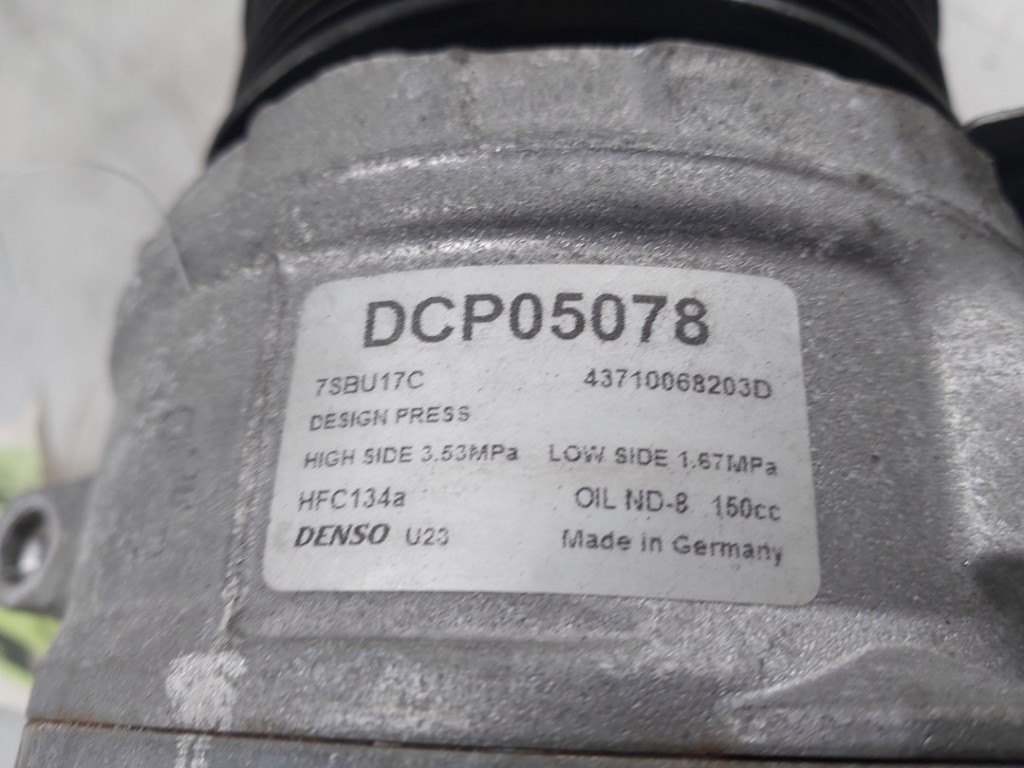 DCP05078
7SBU17C 43710068203D
DESIGN PRESS
HIGH SIDE 3.53MPa LOW SIDE 1.67MPa
HFC134a OIL ND-8 150cc
DENSO U23 Made in Germany